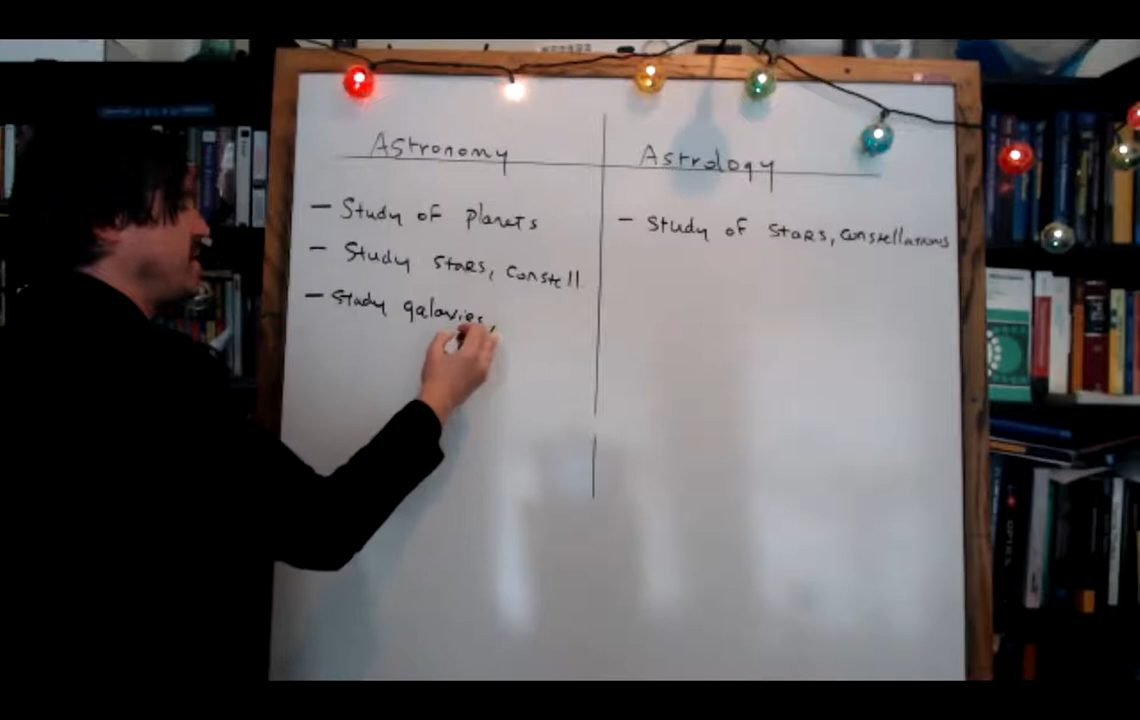 Astronomy
- Study of planets
- Study stars, constell
- Study galaxies,
Astrology
- Study of stars, constellations